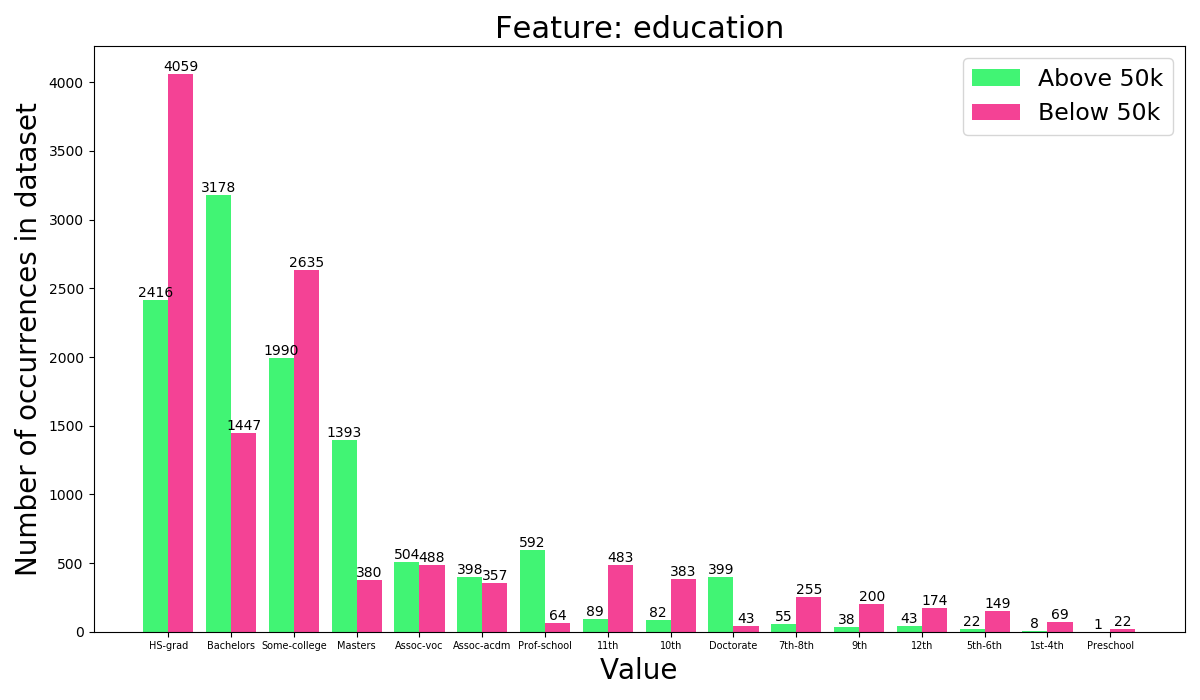 Feature: education
Above 50k
Below 50k
Number of occurrences in dataset
4000
3500
3000
2500
2000
1500
1000
500
0
2416
4059
3178
1447
1990
2635
1393
380
504
488
398
357
592
64
89
483
82
383
399
43
55
255
38
200
43
174
22
149
8
69
1
22
HS-grad
Bachelors
Some-college
Masters
Assoc-voc
Assoc-acdm
Prof-school
11th
10th
Doctorate
7th-8th
9th
12th
5th-6th
1st-4th
Preschool
Value